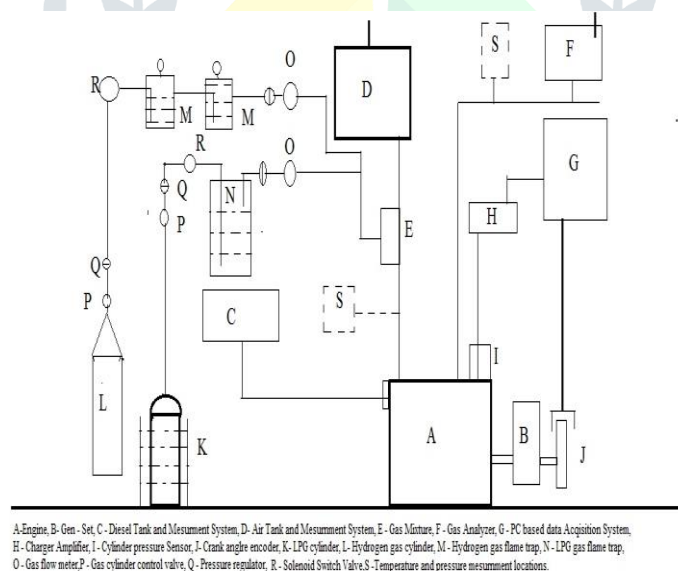 S
F
O
R
D
M
M
G
R
O
Q
N
H
P
E
Q
S
P
C
I
L
A
B
J
K
A-Engine, B- Gen - Set, C - Diesel Tank and Mesurment System, D- Air Tank and Mesurnment System, E - Gas Mixture, F - Gas Analyzer, G - PC based data Acqisition System,
H - Charger Amplifier, I - Cylinder pressure Sensor, J- Crank anglre encoder, K- LPG cylinder, L- Hydrogen gas cylinder, M - Hydrogen gas flame trap, N - LPG gas flame trap,
O - Gas flow meter,P - Gas cylinder control valve, Q - Pressure regulator, R - Solenoid Switch Valve,S -Temperature and pressure mesurnment locations.